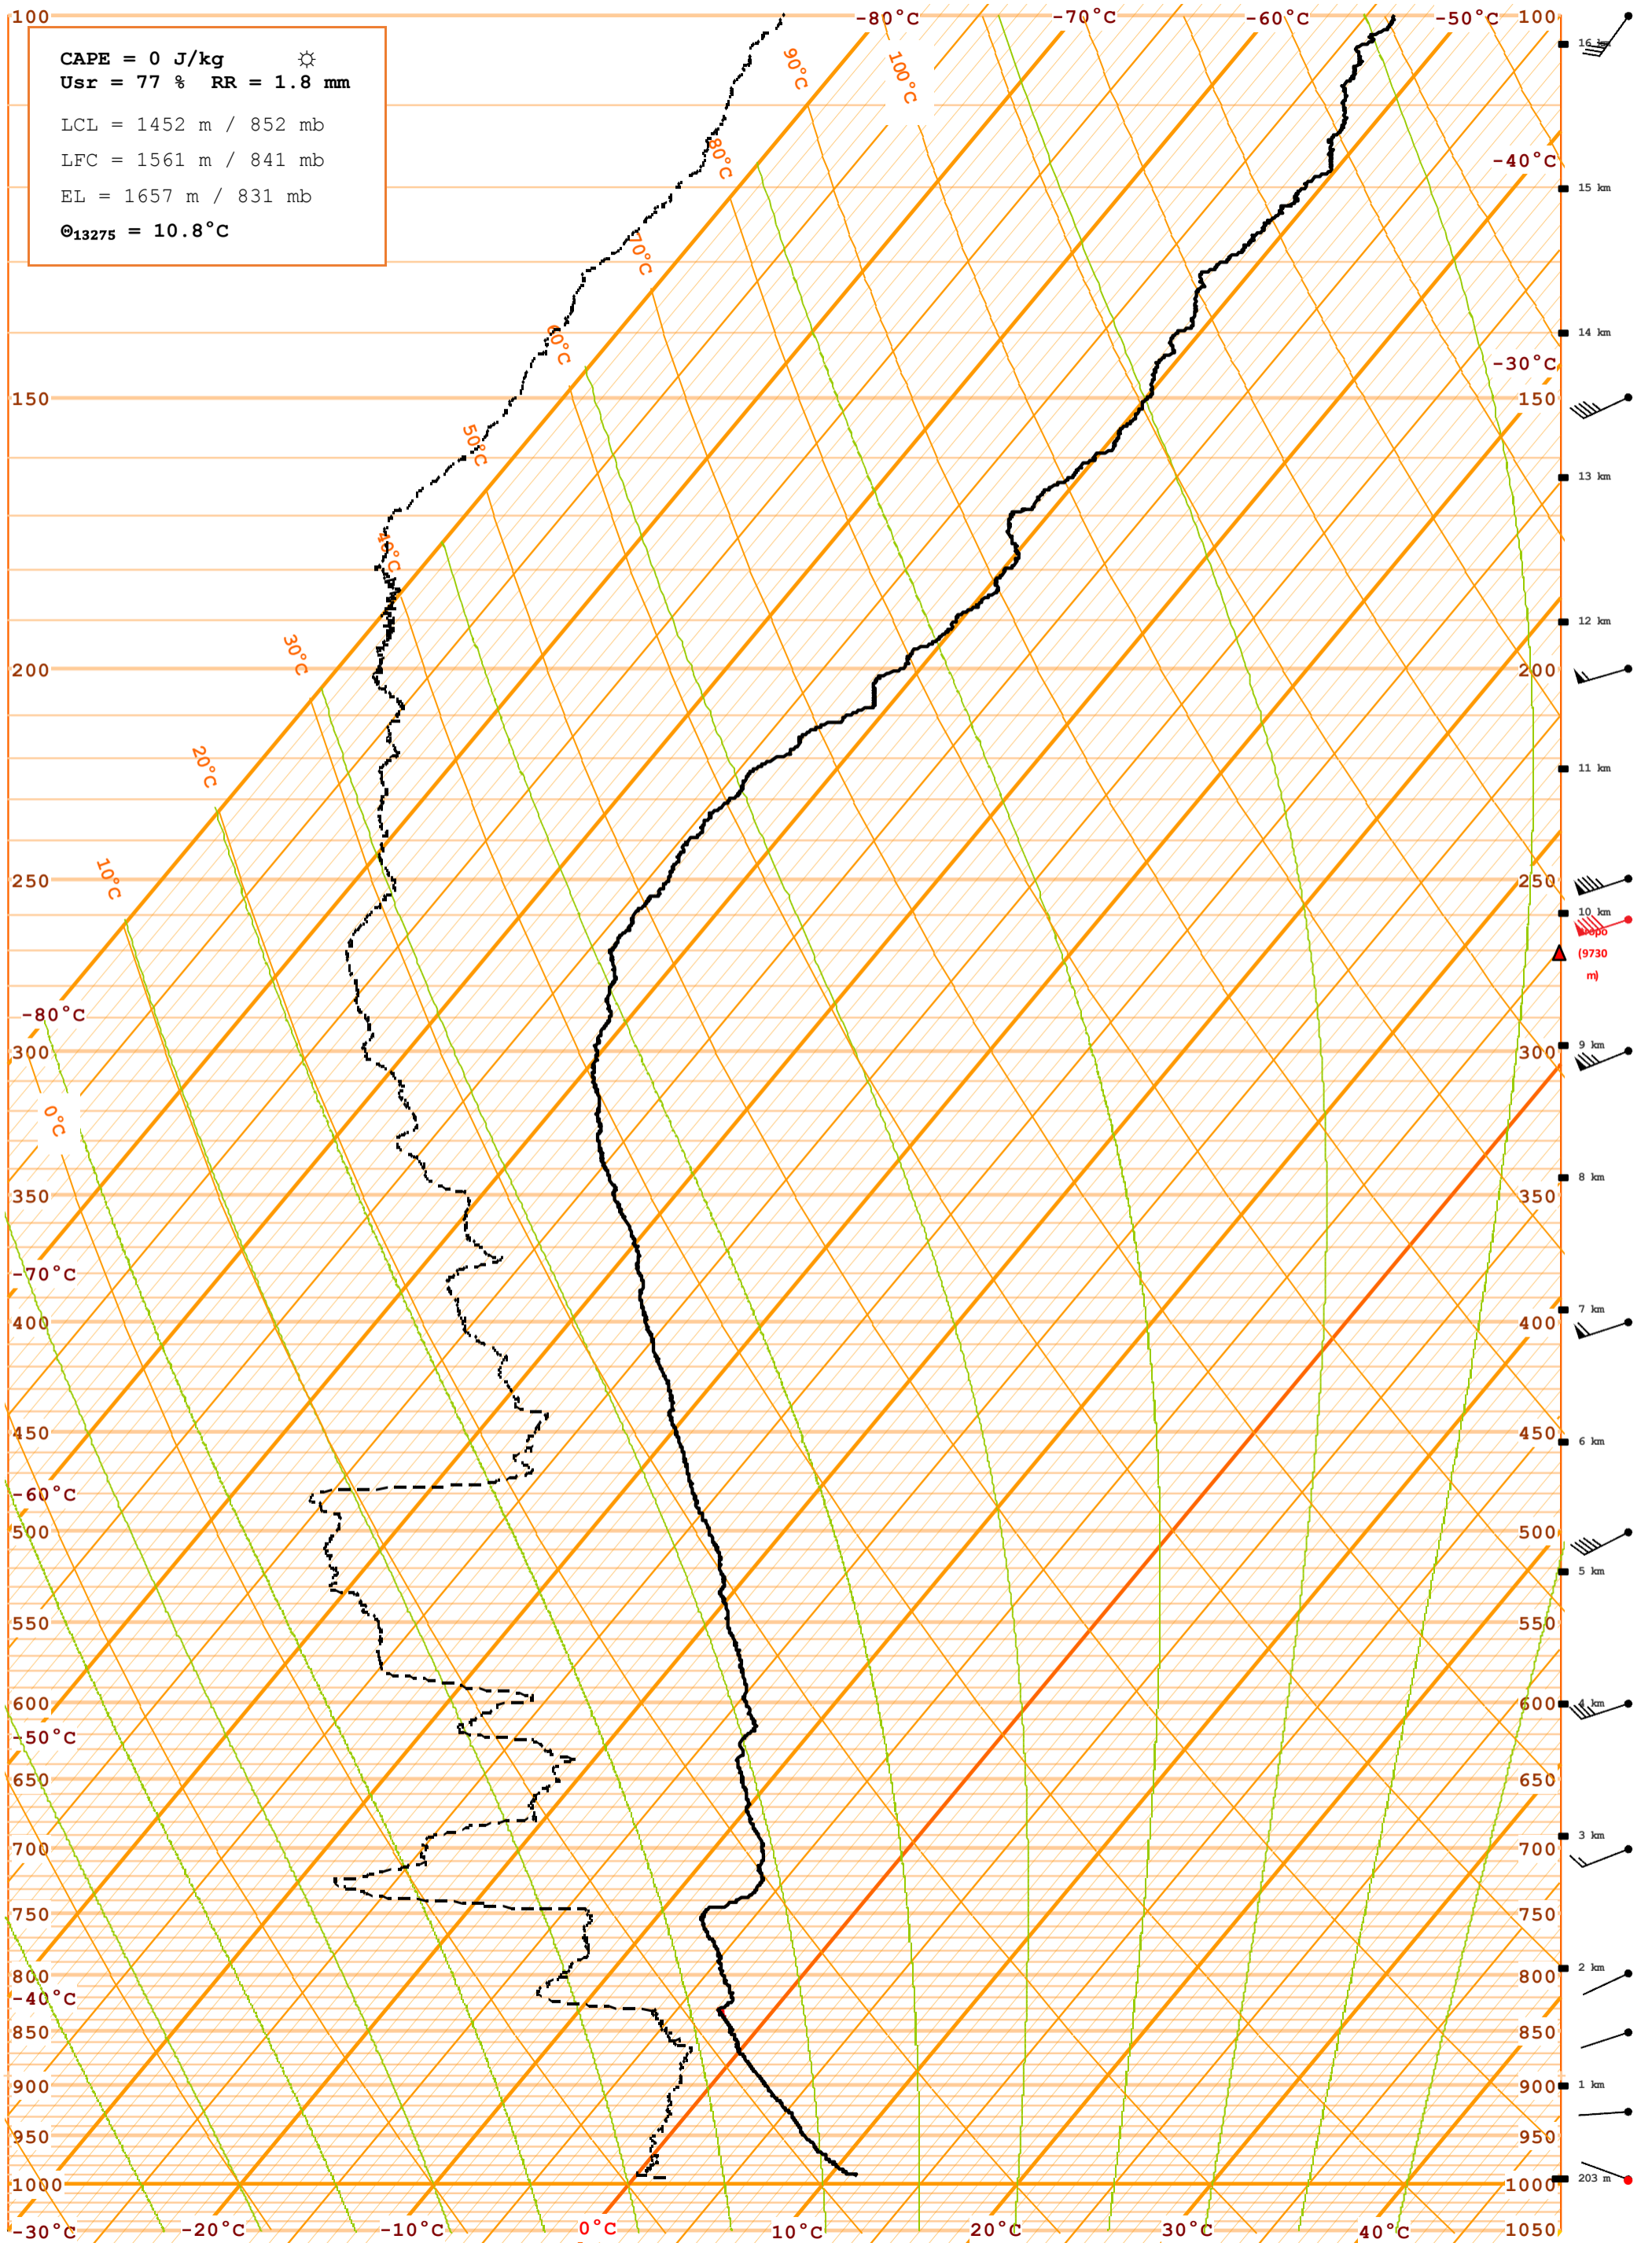 100
-80°C
-70°C
-60°C
-50°C
100
CAPE = 0 J/kg ☼
Usr = 77 % RR = 1.8 mm
LCL = 1452 m / 852 mb
LFC = 1561 m / 841 mb
EL = 1657 m / 831 mb
Θ13275 = 10.8°C
90°C
100°C
80°C
70°C
60°C
50°C
40°C
30°C
20°C
10°C
0°C
16 km
-40°C
15 km
14 km
-30°C
150
150
13 km
12 km
200
200
11 km
250
250
10 km
tropo
(9730
m)
-80°C
300
300
9 km
350
350
8 km
-70°C
400
400
7 km
450
450
6 km
-60°C
500
500
5 km
550
550
600
600
4 km
-50°C
650
650
700
700
3 km
750
750
800
800
2 km
-40°C
850
850
900
900
1 km
950
950
1000
1000
203 m
-30°C
-20°C
-10°C
0°C
10°C
20°C
30°C
40°C
1050